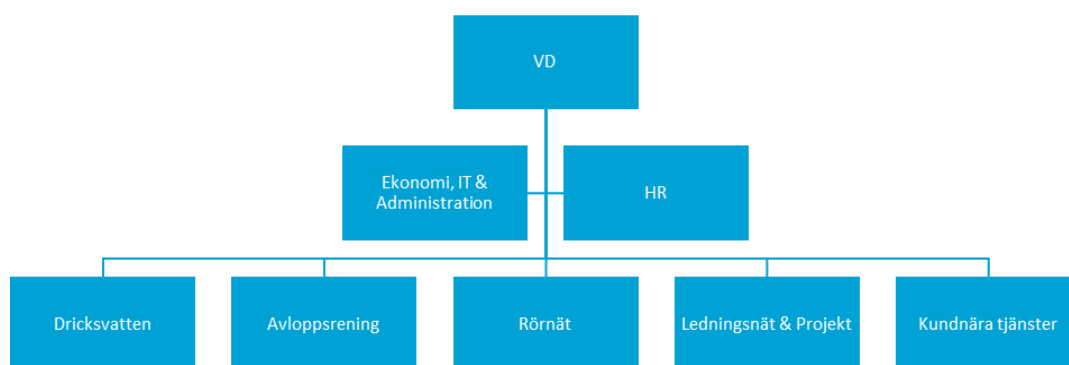 VD
Ekonomi, IT &
Administration
HR
Dricksvatten
Avloppsrening
Rörnät
Ledningsnät & Projekt
Kundnära tjänster